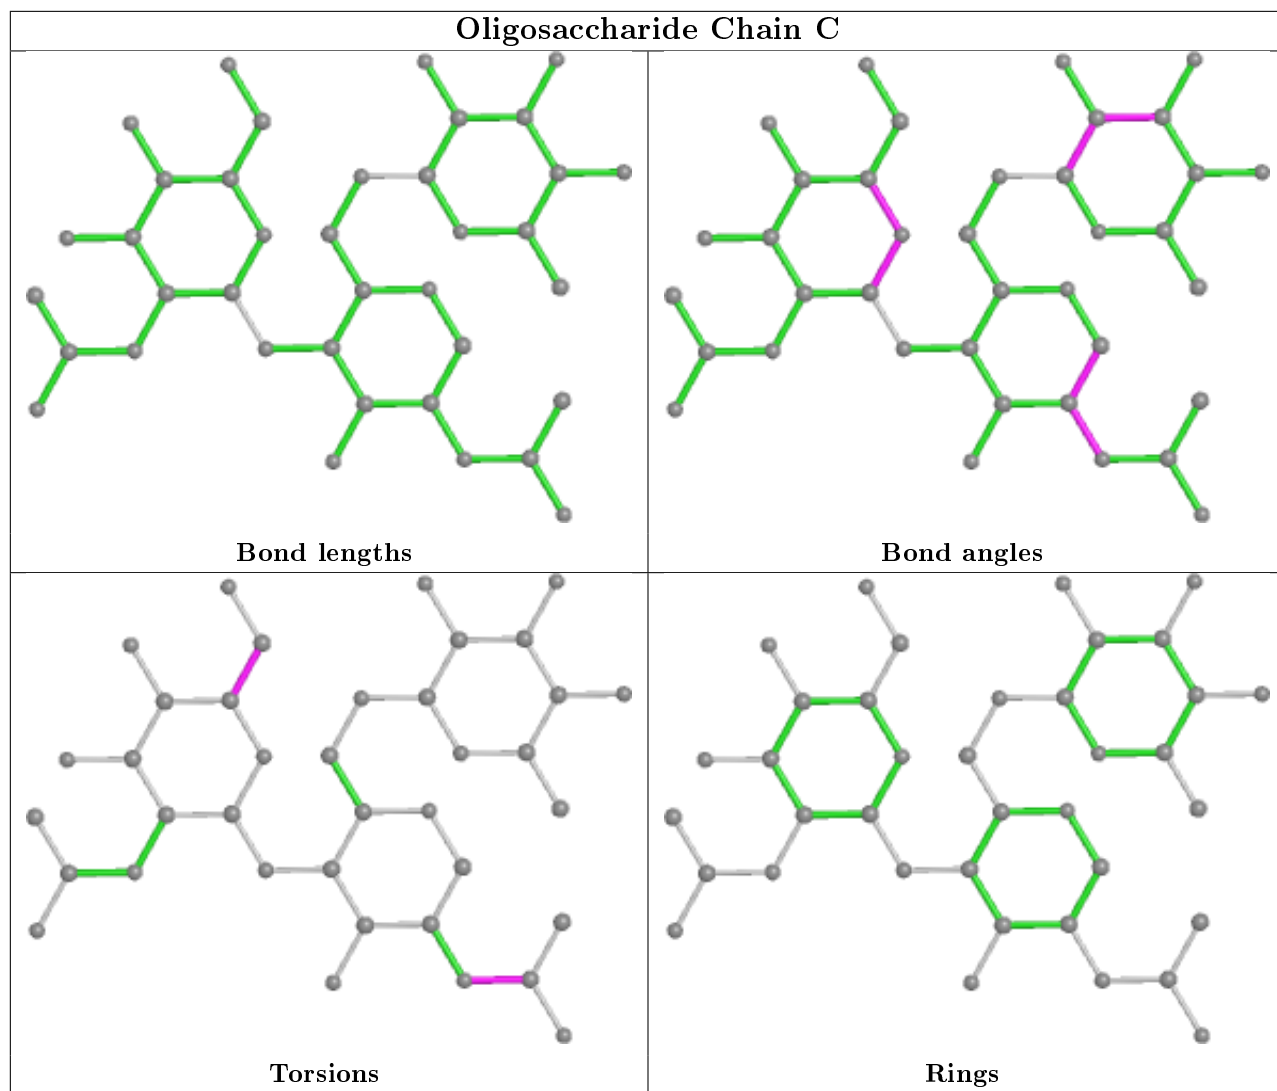 Oligosaccharide Chain C
Bond lengths
Bond angles
Torsions
Rings